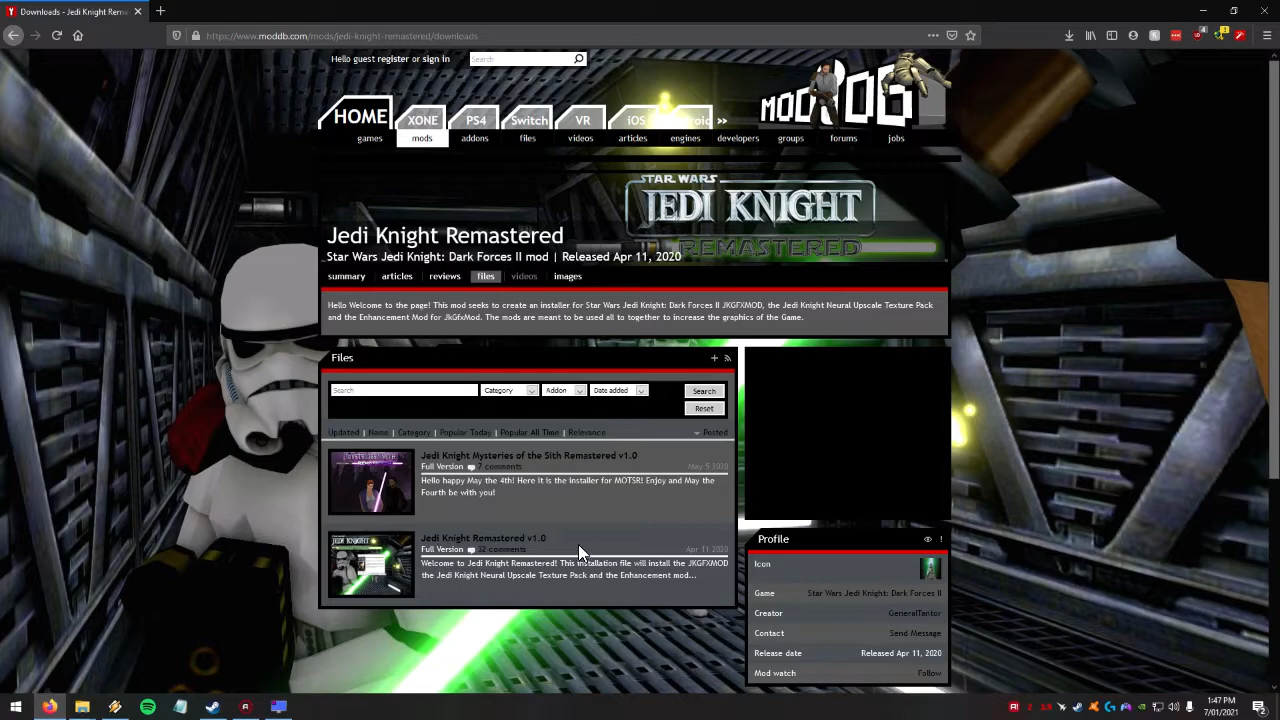 Downloads - Jedi Knight Rema
https://www.moddb.com/mods/jedi-knight-remastered/downloads
Hello guest register or sign in
Search
HOME
XONE
PS4
Switch
VR
iOS
games
mods
addons
files
videos
articles
engines
developers
groups
forums
jobs
STAR WARS
JEDI KNIGHT
REMASTERED
Jedi Knight Remastered
Star Wars Jedi Knight: Dark Forces II mod | Released Apr 11, 2020
summary
articles
reviews
files
videos
images
Hello Welcome to the page! This mod seeks to create an installer for Star Wars Jedi Knight: Dark Forces II JKGFXMOD, the Jedi Knight Neural Upscale Texture Pack
and the Enhancement Mod for JkGfxMod. The mods are meant to be used all to together to increase the graphics of the Game.
Files
Search
Category
Addon
Date added
Search
Reset
Updated | Name | Category | Popular Today | Popular All Time | Relevance
Posted
Jedi Knight Mysteries of the Sith Remastered v1.0
Full Version 7 comments
May 5 2020
Hello happy May the 4th! Here it is the installer for MOTSR! Enjoy and May the
Fourth be with you!
Jedi Knight Remastered v1.0
Full Version 32 comments
Apr 11 2020
Welcome to Jedi Knight Remastered! This installation file will install the JKGFXMOD
the Jedi Knight Neural Upscale Texture Pack and the Enhancement mod...
Profile
Icon
Game
Star Wars Jedi Knight: Dark Forces II
Creator
GeneralTantor
Contact
Send Message
Release date
Released Apr 11, 2020
Mod watch
Follow
1:47 PM
7/01/2021